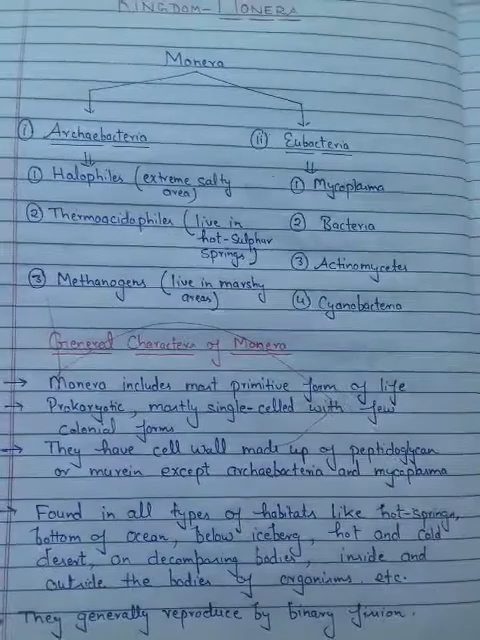 KINGDOM - MONERA
Monera
(i) Archaebacteria
(ii) Eubacteria
① Halophiles (extreme salty
area)
② Thermoacidophiles (live in
hot-sulphur
springs)
③ Methanogens (live in marshy
areas)
① Mycoplasma
② Bacteria
③ Actinomycetes
④ Cyanobacteria
General Characters of Monera
→ Monera includes most primitive form of life
→ Prokaryotic, mostly single-celled with few
colonial forms
→ They have cell wall made up of peptidoglycan
or murein except archaebacteria and mycoplasma
→ Found in all types of habitats like hot-springs,
bottom of ocean, below iceberg, hot and cold
desert, on decomposing bodies, inside and
outside the bodies of organisms, etc.
→ They generally reproduce by binary fission.